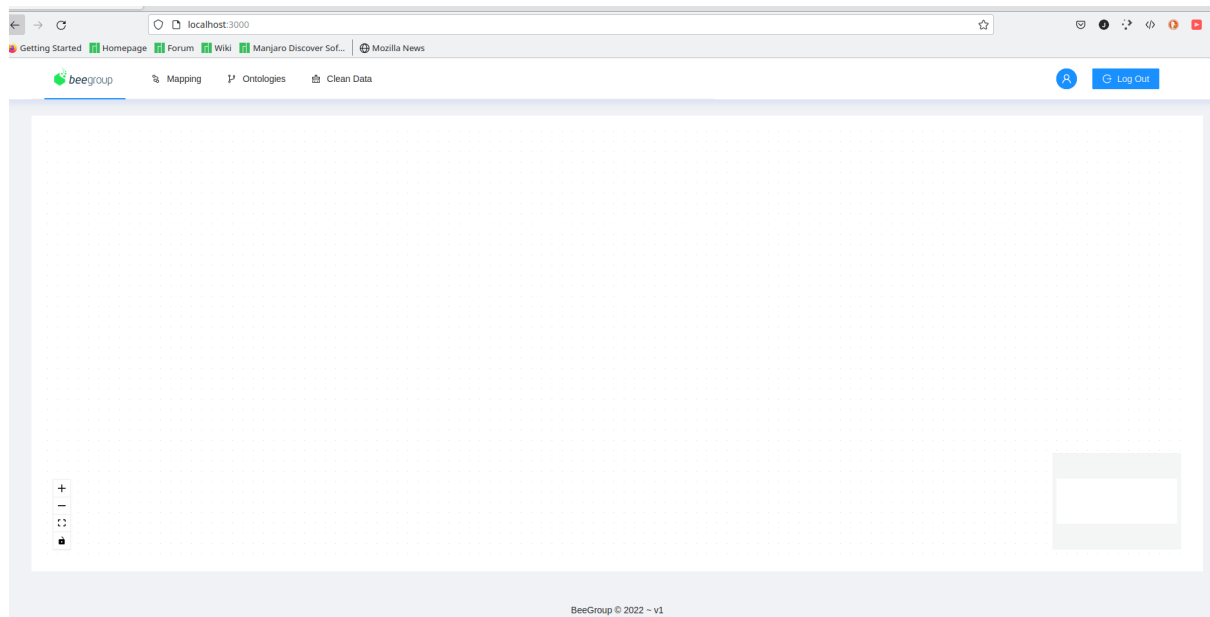 localhost:3000
Getting Started Homepage Forum Wiki Manjaro Discover Sof... Mozilla News
beegroup Mapping Ontologies Clean Data Log Out
BeeGroup © 2022 ~ v1